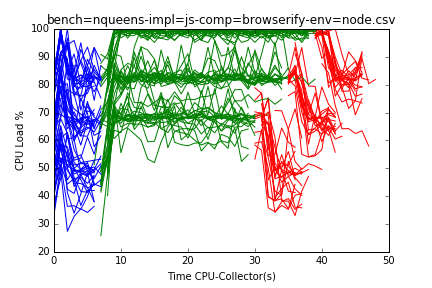 bench=nqueens-impl=js-comp=browserify-env=node.csv
100
90
80
70
60
50
40
30
20
CPU Load %
0 10 20 30 40 50
Time CPU-Collector(s)